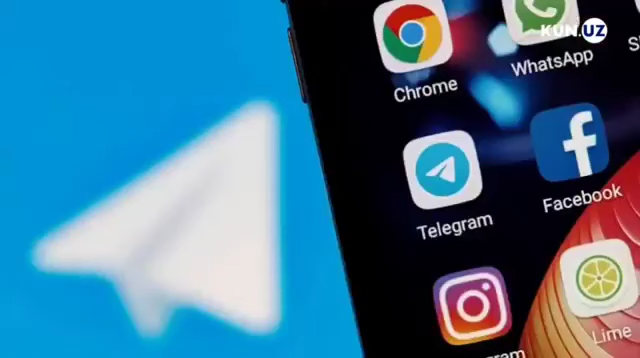 KUN.UZ
Chrome
WhatsApp
Telegram
Facebook
Lime